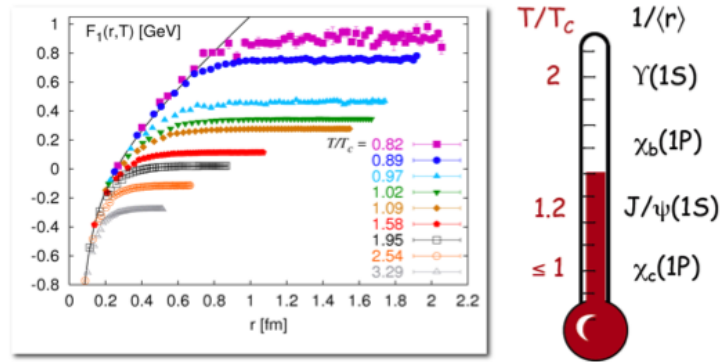 F₁(r,T) [GeV]
1
0.8
0.6
0.4
0.2
0
-0.2
-0.4
-0.6
-0.8
T/Tc = 0.82
0.89
0.97
1.02
1.09
1.58
1.95
2.54
3.29
0 0.2 0.4 0.6 0.8 1 1.2 1.4 1.6 1.8 2 2.2
r [fm]
T/T_C 1/⟨r⟩
2 ϒ(1S)
χ_b(1P)
1.2 J/ψ(1S)
≤ 1 χ_c(1P)